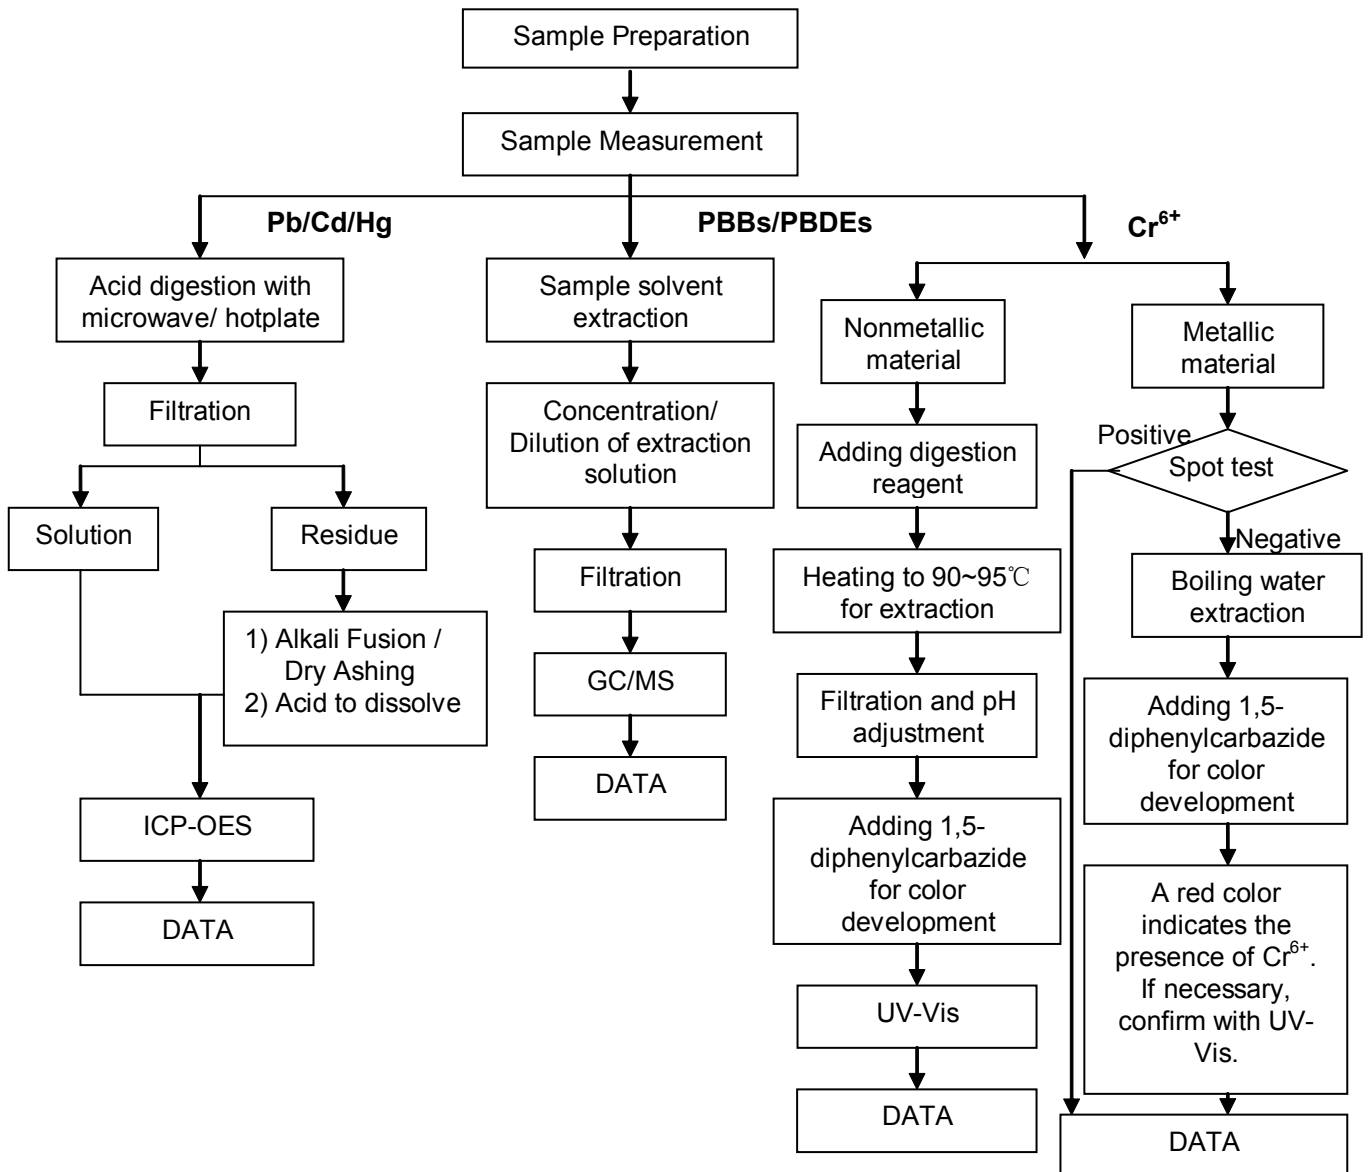 Sample Preparation
Sample Measurement
Pb/Cd/Hg
PBBs/PBDEs
Cr⁶⁺
Acid digestion with
microwave/ hotplate
Filtration
Solution
Residue
1) Alkali Fusion /
Dry Ashing
2) Acid to dissolve
ICP-OES
DATA
Sample solvent
extraction
Concentration/
Dilution of extraction
solution
Filtration
GC/MS
DATA
Nonmetallic
material
Adding digestion
reagent
Heating to 90~95℃
for extraction
Filtration and pH
adjustment
Adding 1,5-
diphenylcarbazide
for color
development
UV-Vis
DATA
Metallic
material
Positive
Spot test
Negative
Boiling water
extraction
Adding 1,5-
diphenylcarbazide
for color
development
A red color
indicates the
presence of Cr⁶⁺.
If necessary,
confirm with UV-
Vis.
DATA